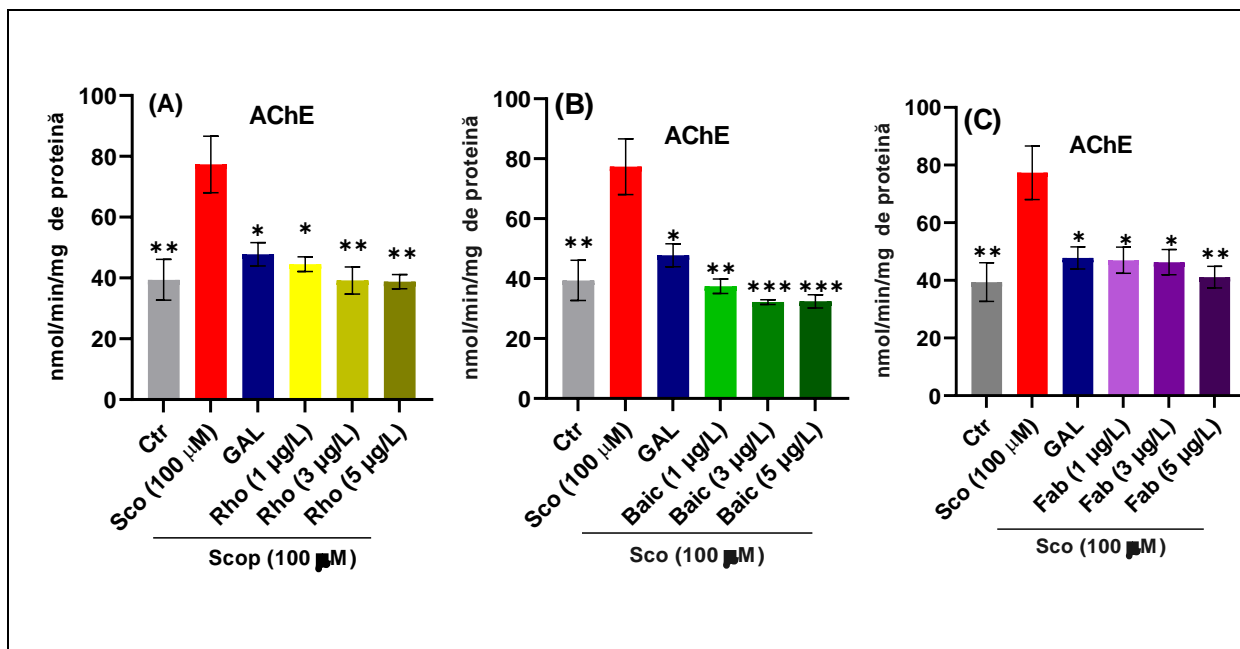 (A)
AChE
nmol/min/mg de proteină
100
80
60
40
20
0
**
*
*
**
**
Ctr
Sco (100 μM)
GAL
Rho (1 µg/L)
Rho (3 µg/L)
Rho (5 µg/L)
Scop (100 μM)
(B)
AChE
nmol/min/mg de proteină
100
80
60
40
20
0
**
*
**
***
***
Ctr
Sco (100 μM)
GAL
Baic (1 µg/L)
Baic (3 µg/L)
Baic (5 µg/L)
Sco (100 μM)
(C)
AChE
nmol/min/mg de proteină
100
80
60
40
20
0
**
*
*
*
**
Ctr
Sco (100 μM)
GAL
Fab (1 µg/L)
Fab (3 µg/L)
Fab (5 µg/L)
Sco (100 μM)